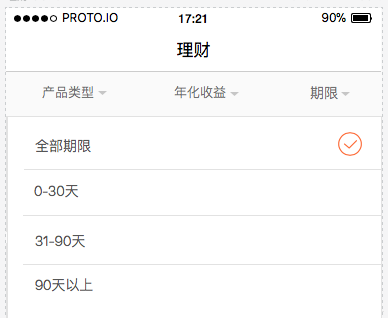 PROTO.IO 17:21 90%
理财
产品类型 年化收益 期限
全部期限
0-30天
31-90天
90天以上